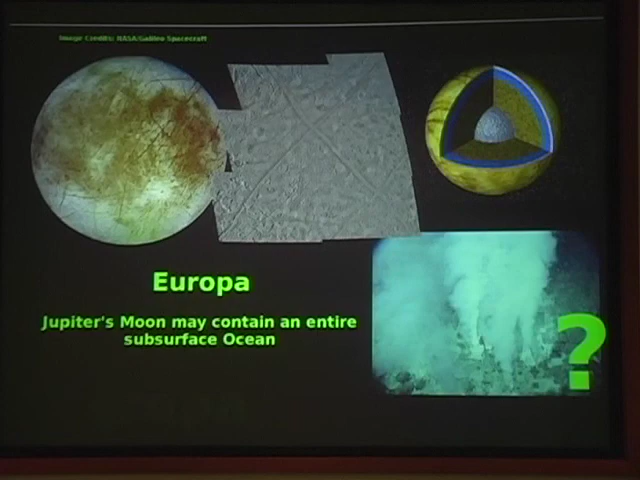 Image Credits: NASA/Galileo Spacecraft
Europa
Jupiter's Moon may contain an entire
subsurface Ocean
?